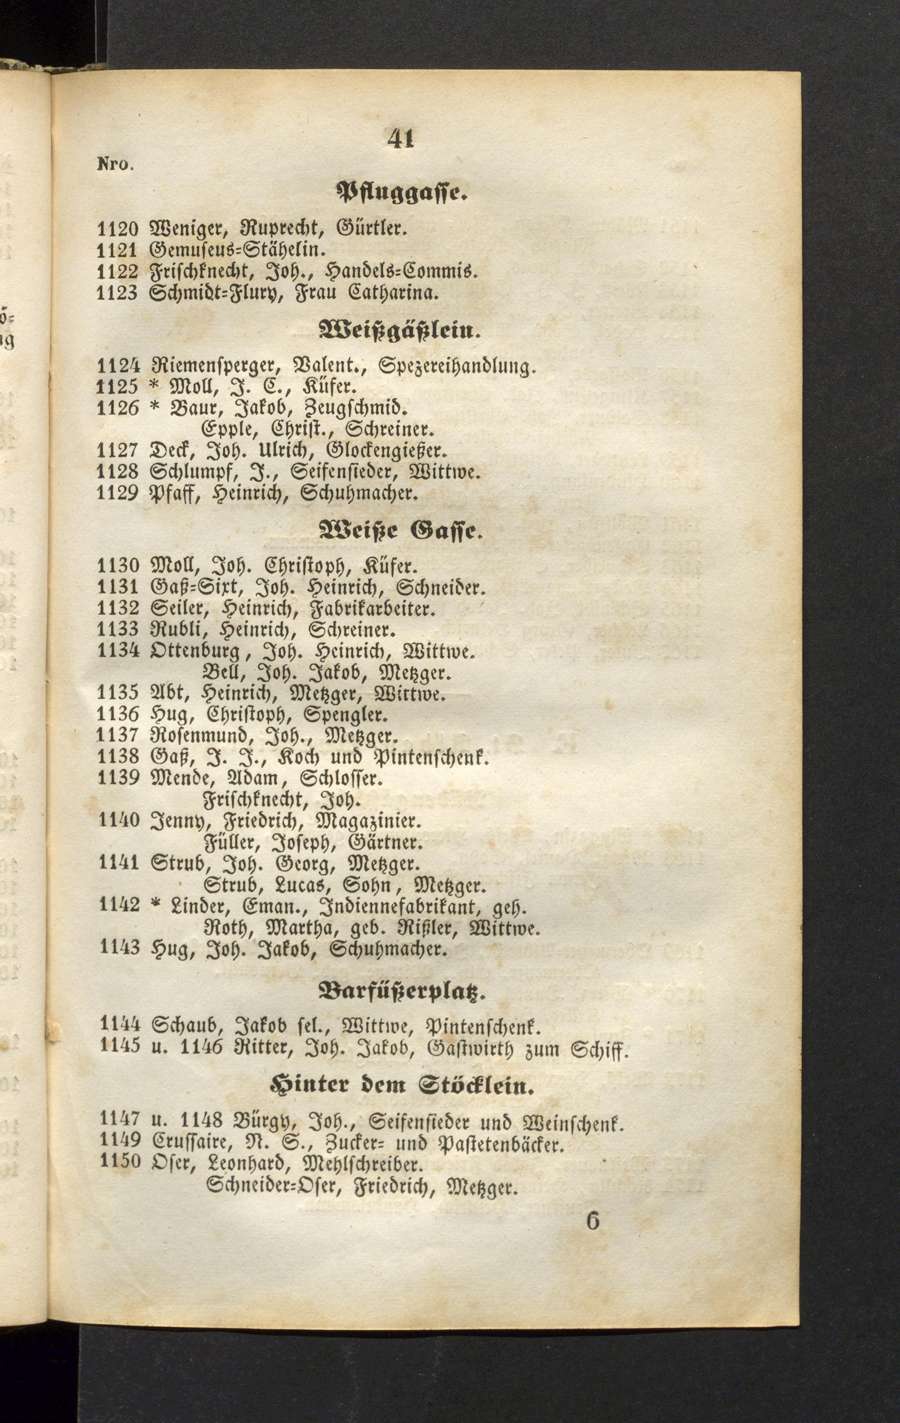 41
Nro.
Pfluggasse.
1120 Weniger, Ruprecht, Gürtler.
1121 Gemuseus-Stähelin.
1122 Frischknecht, Joh., Handels-Commis.
1123 Schmidt-Flury, Frau Catharina.
Weißgäßlein.
1124 Riemensperger, Valent., Spezereihandlung.
1125 * Moll, J. C., Küfer.
1126 * Baur, Jakob, Zeugschmid.
Epple, Christ., Schreiner.
1127 Deck, Joh. Ulrich, Glockengießer.
1128 Schlumpf, J., Seifensieder, Wittwe.
1129 Pfaff, Heinrich, Schuhmacher.
Weiße Gasse.
1130 Moll, Joh. Christoph, Küfer.
1131 Gaß-Sixt, Joh. Heinrich, Schneider.
1132 Seiler, Heinrich, Fabrikarbeiter.
1133 Rubli, Heinrich, Schreiner.
1134 Ottenburg, Joh. Heinrich, Wittwe.
Bell, Joh. Jakob, Metzger.
1135 Abt, Heinrich, Metzger, Wittwe.
1136 Hug, Christoph, Spengler.
1137 Rosenmund, Joh., Metzger.
1138 Gaß, J. J., Koch und Pintenschenk.
1139 Mende, Adam, Schlosser.
Frischknecht, Joh.
1140 Jenny, Friedrich, Magazinier.
Füller, Joseph, Gärtner.
1141 Strub, Joh. Georg, Metzger.
Strub, Lucas, Sohn, Metzger.
1142 * Linder, Eman., Indiennefabrikant, geh.
Roth, Martha, geb. Rißler, Wittwe.
1143 Hug, Joh. Jakob, Schuhmacher.
Barfüßerplatz.
1144 Schaub, Jakob sel., Wittwe, Pintenschenk.
1145 u. 1146 Ritter, Joh. Jakob, Gastwirth zum Schiff.
Hinter dem Stöcklein.
1147 u. 1148 Bürgy, Joh., Seifensieder und Weinschenk.
1149 Crussaire, N. S., Zucker- und Pastetenbäcker.
1150 Oser, Leonhard, Mehlschreiber.
Schneider-Oser, Friedrich, Metzger.
6